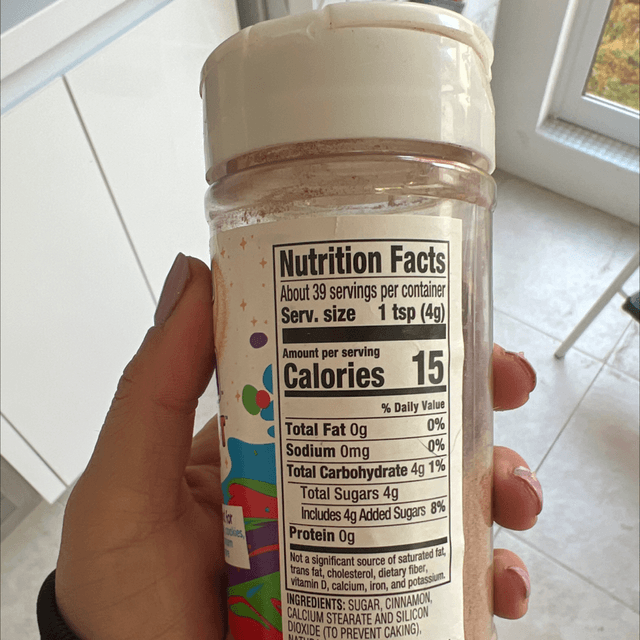 Nutrition Facts
About 39 servings per container
Serv. size 1 tsp (4g)
Amount per serving
Calories 15
% Daily Value
Total Fat 0g 0%
Sodium 0mg 0%
Total Carbohydrate 4g 1%
Total Sugars 4g
Includes 4g Added Sugars 8%
Protein 0g
Not a significant source of saturated fat,
trans fat, cholesterol, dietary fiber,
vitamin D, calcium, iron, and potassium.
INGREDIENTS: SUGAR, CINNAMON,
CALCIUM STEARATE AND SILICON
DIOXIDE (TO PREVENT CAKING),